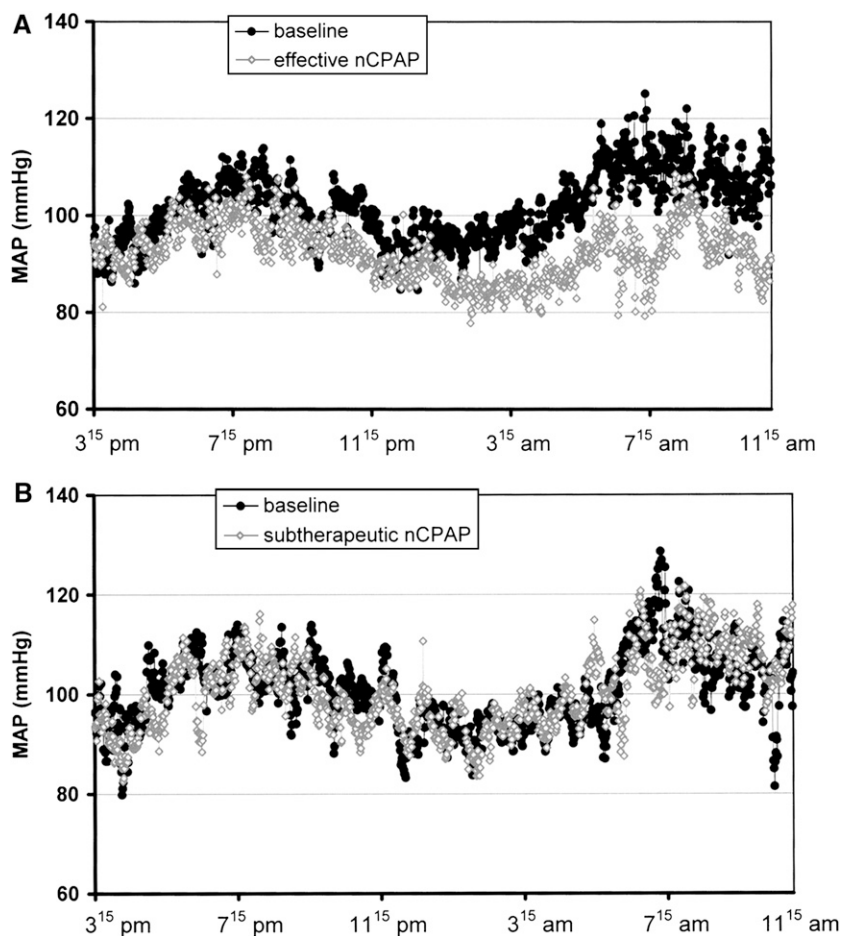 A
140
120
100
80
60
MAP (mmHg)
baseline
effective nCPAP
3¹⁵ pm 7¹⁵ pm 11¹⁵ pm 3¹⁵ am 7¹⁵ am 11¹⁵ am
B
140
120
100
80
60
MAP (mmHg)
baseline
subtherapeutic nCPAP
3¹⁵ pm 7¹⁵ pm 11¹⁵ pm 3¹⁵ am 7¹⁵ am 11¹⁵ am